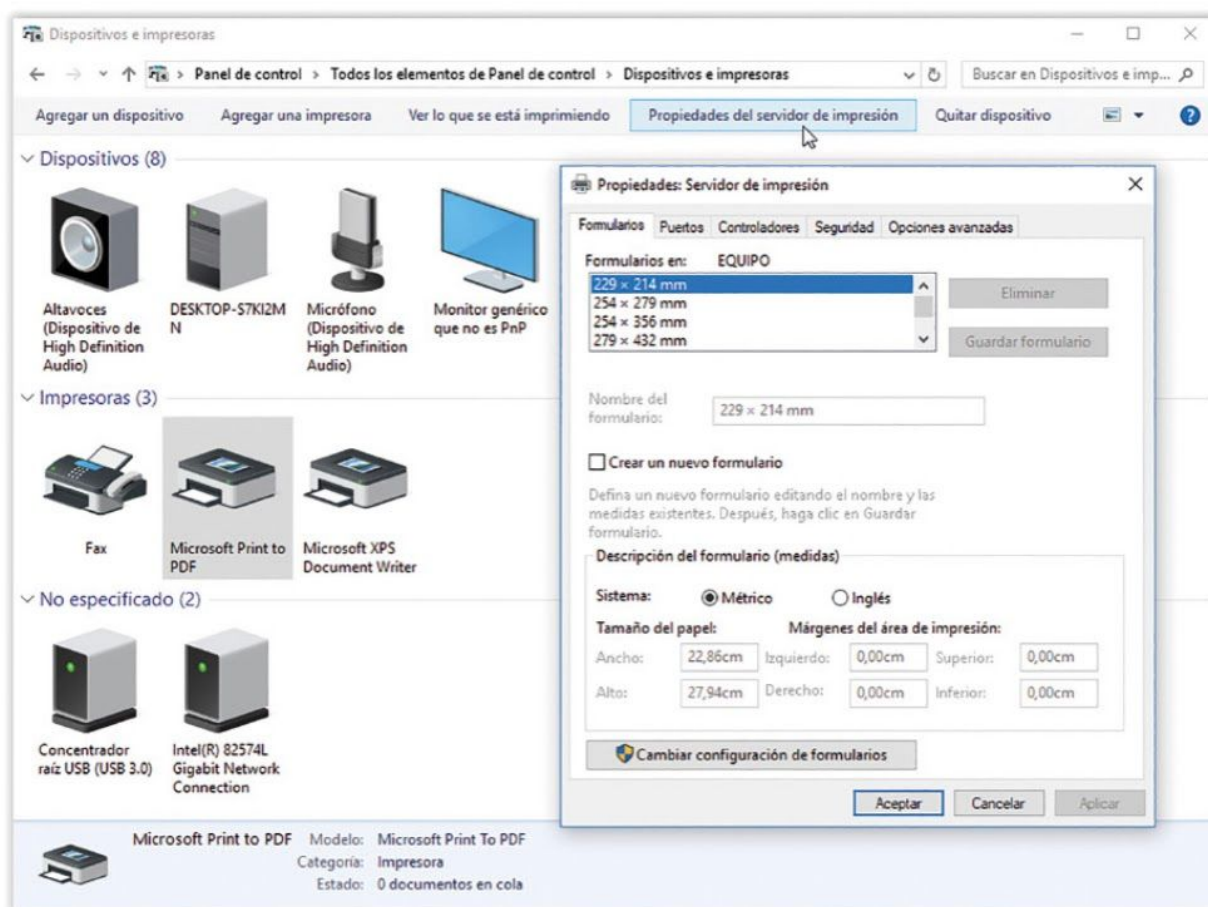 Dispositivos e impresoras
Panel de control > Todos los elementos de Panel de control > Dispositivos e impresoras
Buscar en Dispositivos e imp...
Agregar un dispositivo Agregar una impresora Ver lo que se está imprimiendo Propiedades del servidor de impresión Quitar dispositivo
Dispositivos (8)
Altavoces
(Dispositivo de
High Definition
Audio)
DESKTOP-S7KI2M
N
Micrófono
(Dispositivo de
High Definition
Audio)
Monitor genérico
que no es PnP
Impresoras (3)
Fax
Microsoft Print to
PDF
Microsoft XPS
Document Writer
No especificado (2)
Concentrador
raíz USB (USB 3.0)
Intel(R) 82574L
Gigabit Network
Connection
Microsoft Print to PDF Modelo: Microsoft Print To PDF
Categoría: Impresora
Estado: 0 documentos en cola
Propiedades: Servidor de impresión
Formularios Puertos Controladores Seguridad Opciones avanzadas
Formularios en: EQUIPO
229 × 214 mm
254 × 279 mm
254 × 356 mm
279 × 432 mm
Eliminar
Guardar formulario
Nombre del
formulario:
229 × 214 mm
Crear un nuevo formulario
Defina un nuevo formulario editando el nombre y las
medidas existentes. Después, haga clic en Guardar
formulario.
Descripción del formulario (medidas)
Sistema: Métrico Inglés
Tamaño del papel: Márgenes del área de impresión:
Ancho: 22,86cm Izquierdo: 0,00cm Superior: 0,00cm
Alto: 27,94cm Derecho: 0,00cm Inferior: 0,00cm
Cambiar configuración de formularios
Aceptar Cancelar Aplicar